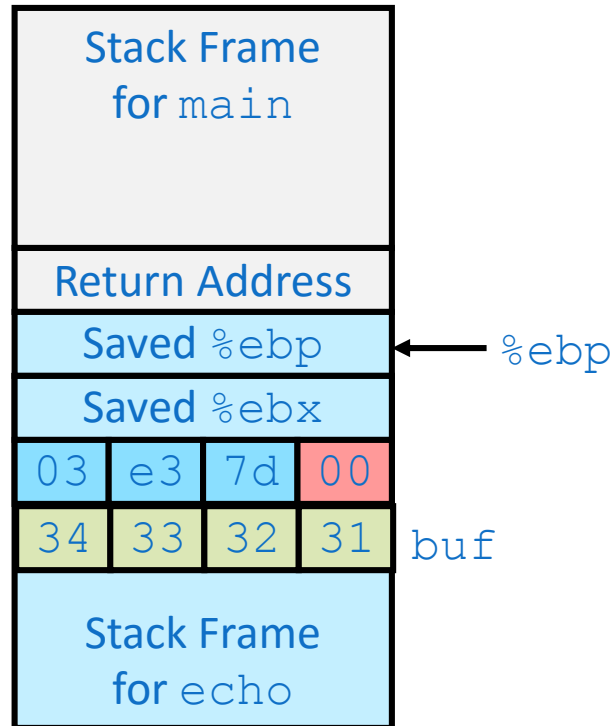 Stack Frame
for main
Return Address
Saved %ebp
%ebp
Saved %ebx
03 e3 7d 00
34 33 32 31
buf
Stack Frame
for echo